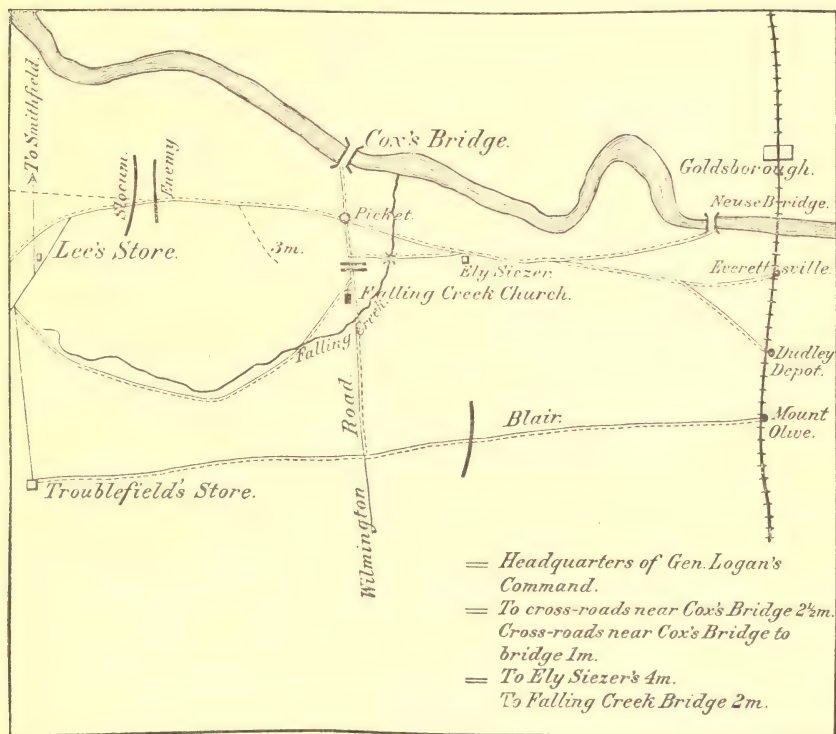 To Smithfield.
Slocum.
Enemy
Cox's Bridge.
Goldsborough.
Neuse Bridge.
Picket.
Lee's Store.
3m.
Ely Siezer.
Everettsville.
Falling Creek Church.
Falling Creek.
Dudley
Depot.
Road
Blair.
Mount
Olive.
Troublefield's Store.
Wilmington
= Headquarters of Gen. Logan's
Command.
= To cross-roads near Cox's Bridge 2½m.
Cross-roads near Cox's Bridge to
bridge 1m.
= To Ely Siezer's 4m.
To Falling Creek Bridge 2m.